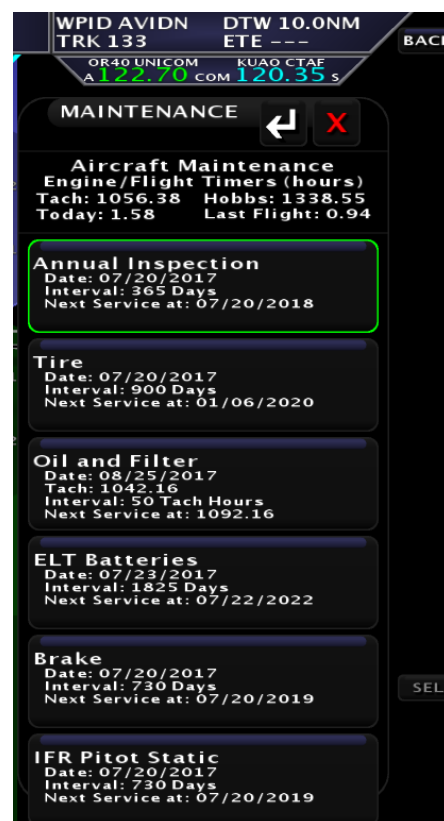 WPID AVIDN DTW 10.0NM
TRK 133 ETE ---
BACK
OR40 UNICOM KUAO CTAF
A 122.70 COM 120.35 S
MAINTENANCE X
Aircraft Maintenance
Engine/Flight Timers (hours)
Tach: 1056.38 Hobbs: 1338.55
Today: 1.58 Last Flight: 0.94
Annual Inspection
Date: 07/20/2017
Interval: 365 Days
Next Service at: 07/20/2018
Tire
Date: 07/20/2017
Interval: 900 Days
Next Service at: 01/06/2020
Oil and Filter
Date: 08/25/2017
Tach: 1042.16
Interval: 50 Tach Hours
Next Service at: 1092.16
ELT Batteries
Date: 07/23/2017
Interval: 1825 Days
Next Service at: 07/22/2022
Brake
Date: 07/20/2017
Interval: 730 Days
Next Service at: 07/20/2019
SEL
IFR Pitot Static
Date: 07/20/2017
Interval: 730 Days
Next Service at: 07/20/2019